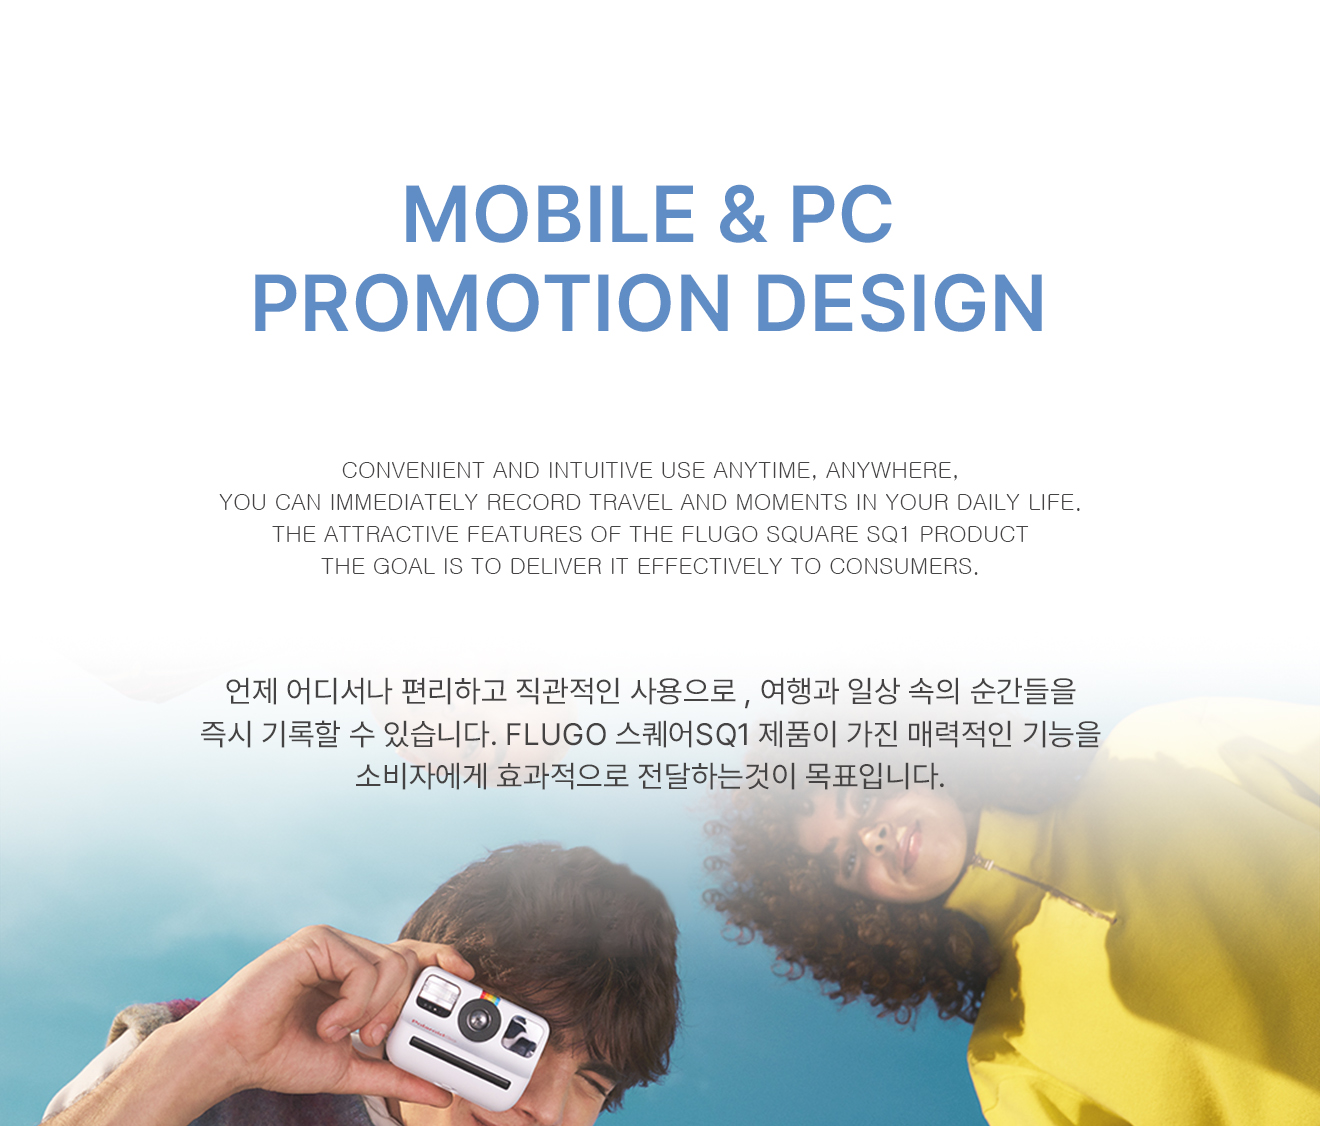 MOBILE & PC
PROMOTION DESIGN
CONVENIENT AND INTUITIVE USE ANYTIME, ANYWHERE,
YOU CAN IMMEDIATELY RECORD TRAVEL AND MOMENTS IN YOUR DAILY LIFE.
THE ATTRACTIVE FEATURES OF THE FLUGO SQUARE SQ1 PRODUCT
THE GOAL IS TO DELIVER IT EFFECTIVELY TO CONSUMERS.
언제 어디서나 편리하고 직관적인 사용으로 , 여행과 일상 속의 순간들을
즉시 기록할 수 있습니다. FLUGO 스퀘어SQ1 제품이 가진 매력적인 기능을
소비자에게 효과적으로 전달하는것이 목표입니다.
Polaroid